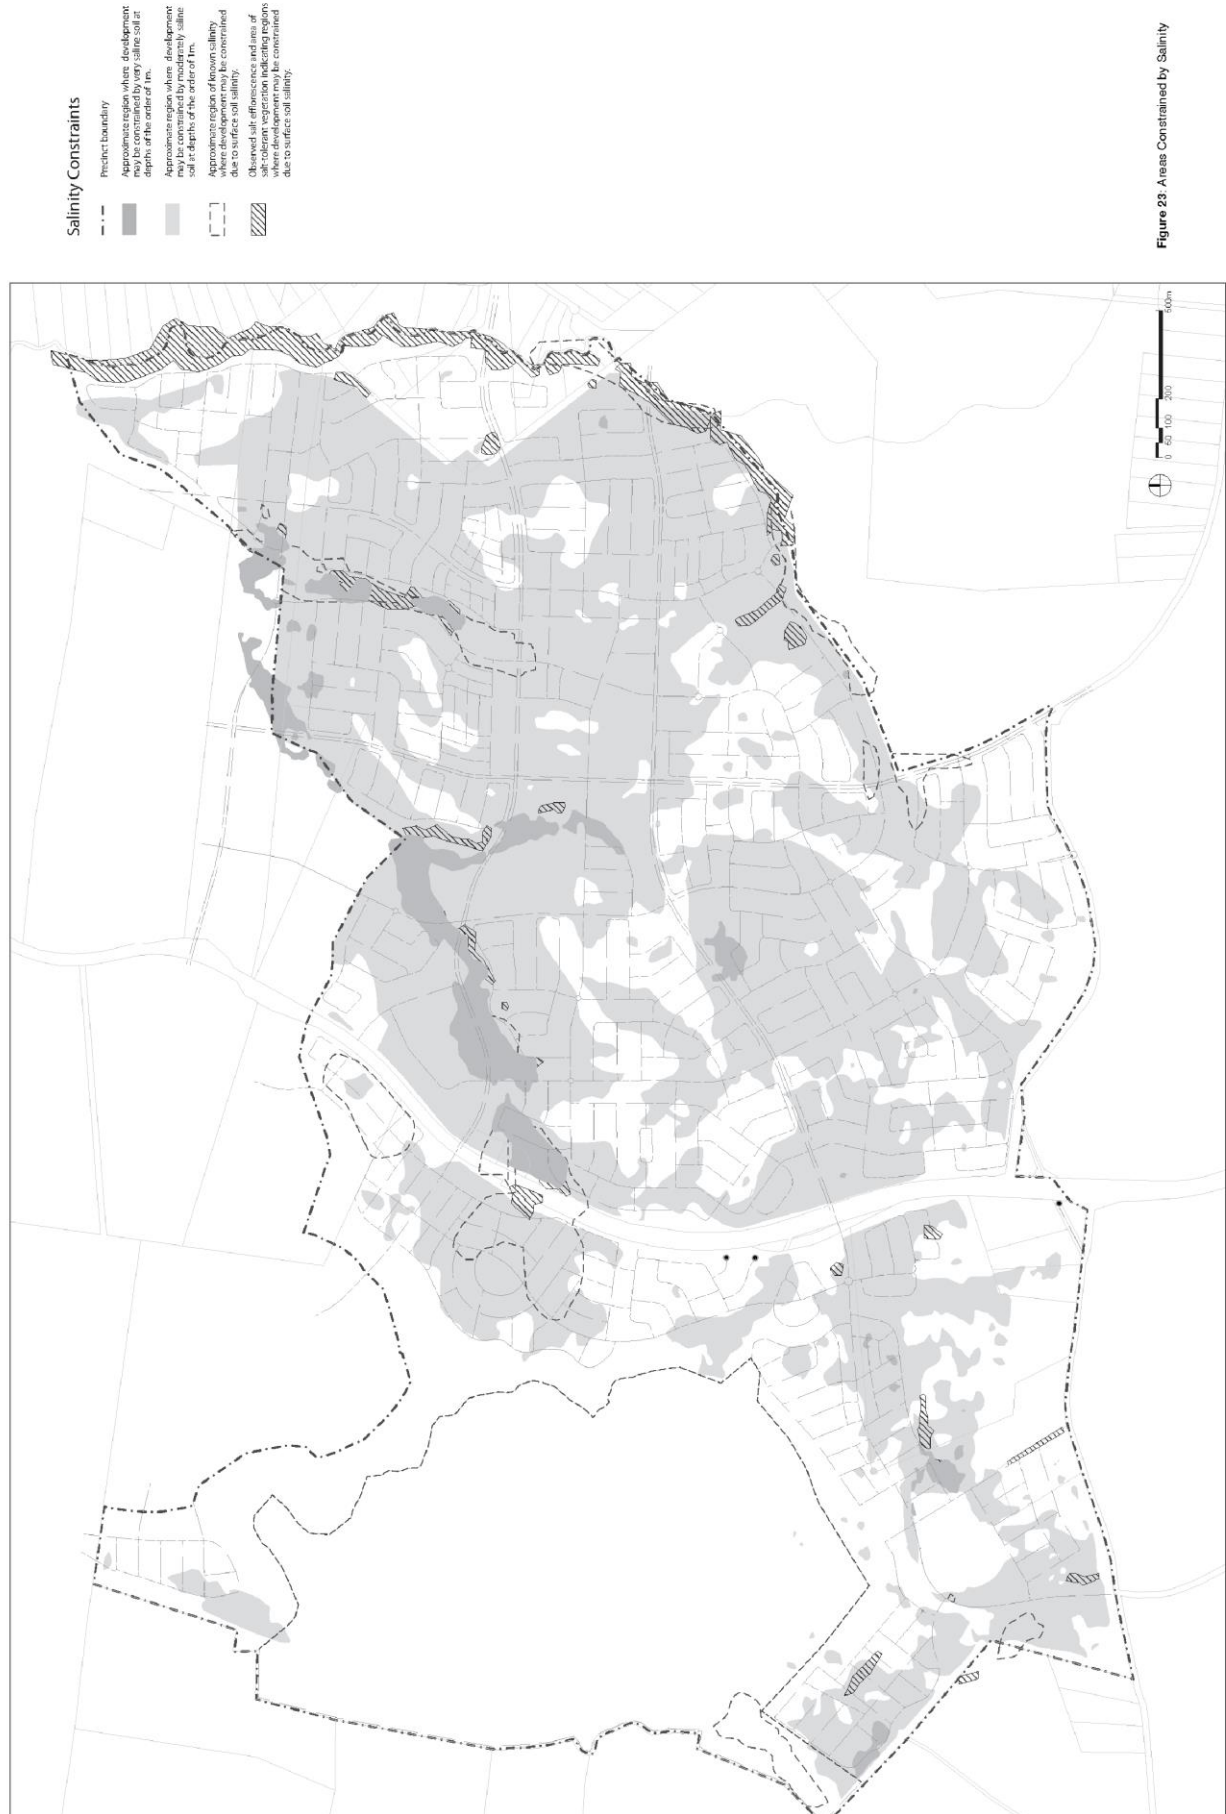 Salinity Constraints
Precinct boundary
Approximate region where development
may be constrained by very saline soil at
depths of the order of 1m.
Approximate region where development
may be constrained by moderately saline
soil at depths of the order of 1m.
Approximate region of known salinity
where development may be constrained
due to surface soil salinity.
Observed salt efflorescence and area of
salt-tolerant vegetation indicating regions
where development may be constrained
due to surface soil salinity.
0 50 100 200 500m
Figure 23: Areas Constrained by Salinity